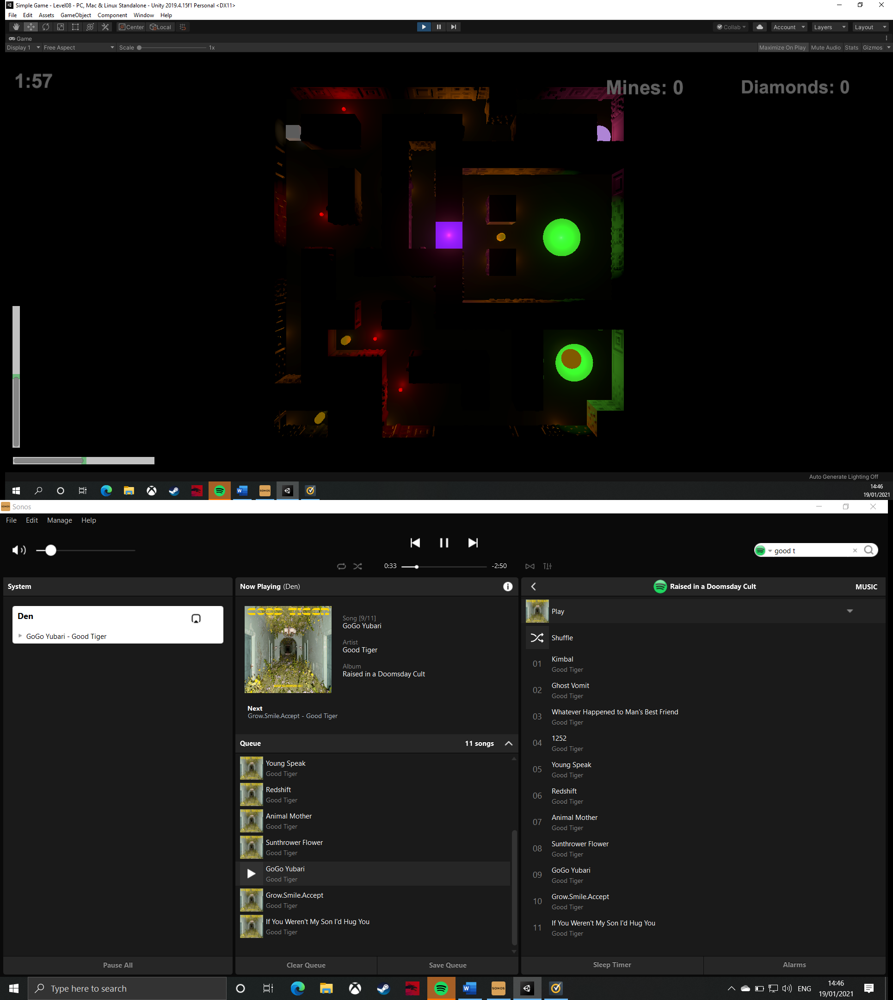 Simple Game - Level08 - PC, Mac & Linux Standalone - Unity 2019.4.15f1 Personal <DX11>
File Edit Assets GameObject Component Window Help
Center Local Collab Account Layers Layout
Game
Display 1 Free Aspect Scale 1x Maximize On Play Mute Audio Stats Gizmos
1:57 Mines: 0 Diamonds: 0
Auto Generate Lighting Off
SONOS
14:46
19/01/2021
SONOS Sonos
File Edit Manage Help
good t
0:33 -2:50
System
Den
GoGo Yubari - Good Tiger
Pause All
Now Playing (Den)
GOOD TIGER
Song [9/11]
GoGo Yubari
Artist
Good Tiger
Album
Raised in a Doomsday Cult
Next
Grow.Smile.Accept - Good Tiger
Queue 11 songs
Young Speak
Good Tiger
Redshift
Good Tiger
Animal Mother
Good Tiger
Sunthrower Flower
Good Tiger
GoGo Yubari
Good Tiger
Grow.Smile.Accept
Good Tiger
If You Weren't My Son I'd Hug You
Good Tiger
Clear Queue Save Queue
Raised in a Doomsday Cult MUSIC
Play
Shuffle
01 Kimbal
Good Tiger
02 Ghost Vomit
Good Tiger
03 Whatever Happened to Man's Best Friend
Good Tiger
04 1252
Good Tiger
05 Young Speak
Good Tiger
06 Redshift
Good Tiger
07 Animal Mother
Good Tiger
08 Sunthrower Flower
Good Tiger
09 GoGo Yubari
Good Tiger
10 Grow.Smile.Accept
Good Tiger
11 If You Weren't My Son I'd Hug You
Good Tiger
Sleep Timer Alarms
Type here to search
SONOS
ENG
14:46
19/01/2021